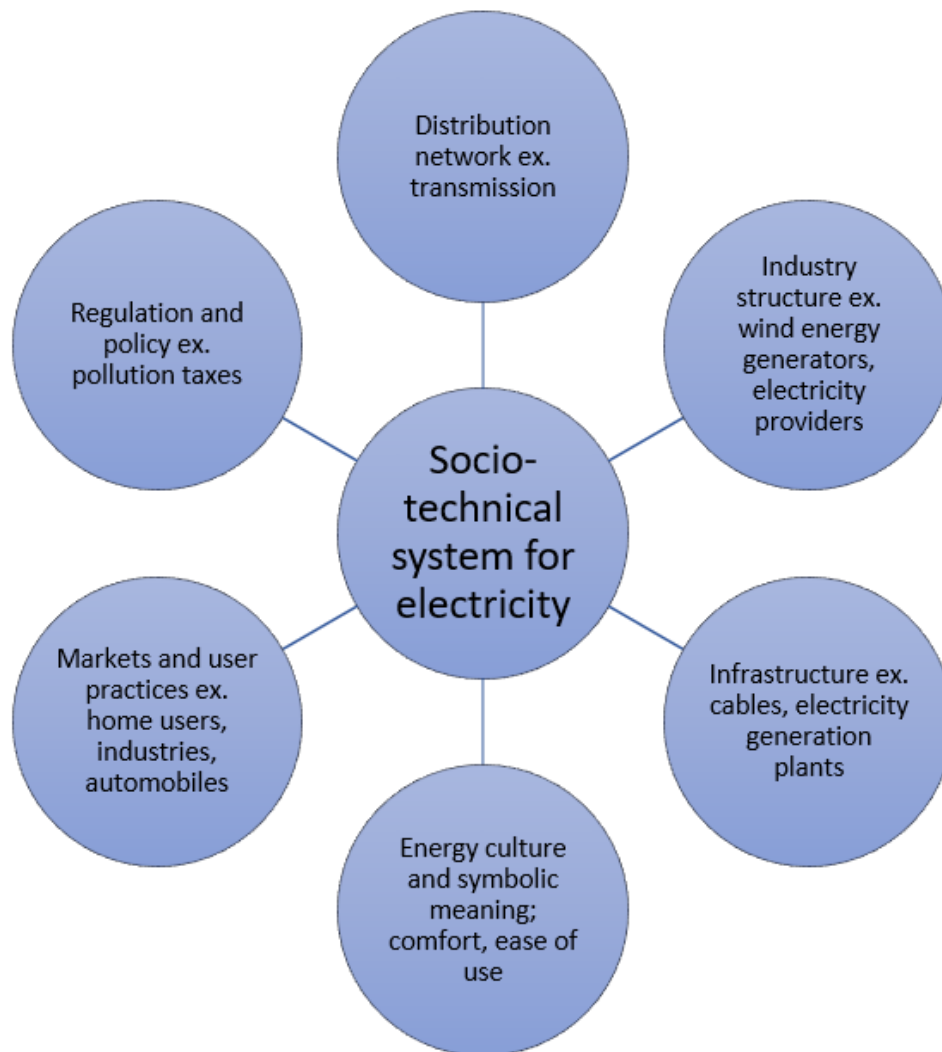 Distribution
network ex.
transmission
Industry
structure ex.
wind energy
generators,
electricity
providers
Regulation and
policy ex.
pollution taxes
Socio-
technical
system for
electricity
Markets and user
practices ex.
home users,
industries,
automobiles
Infrastructure ex.
cables, electricity
generation
plants
Energy culture
and symbolic
meaning;
comfort, ease of
use